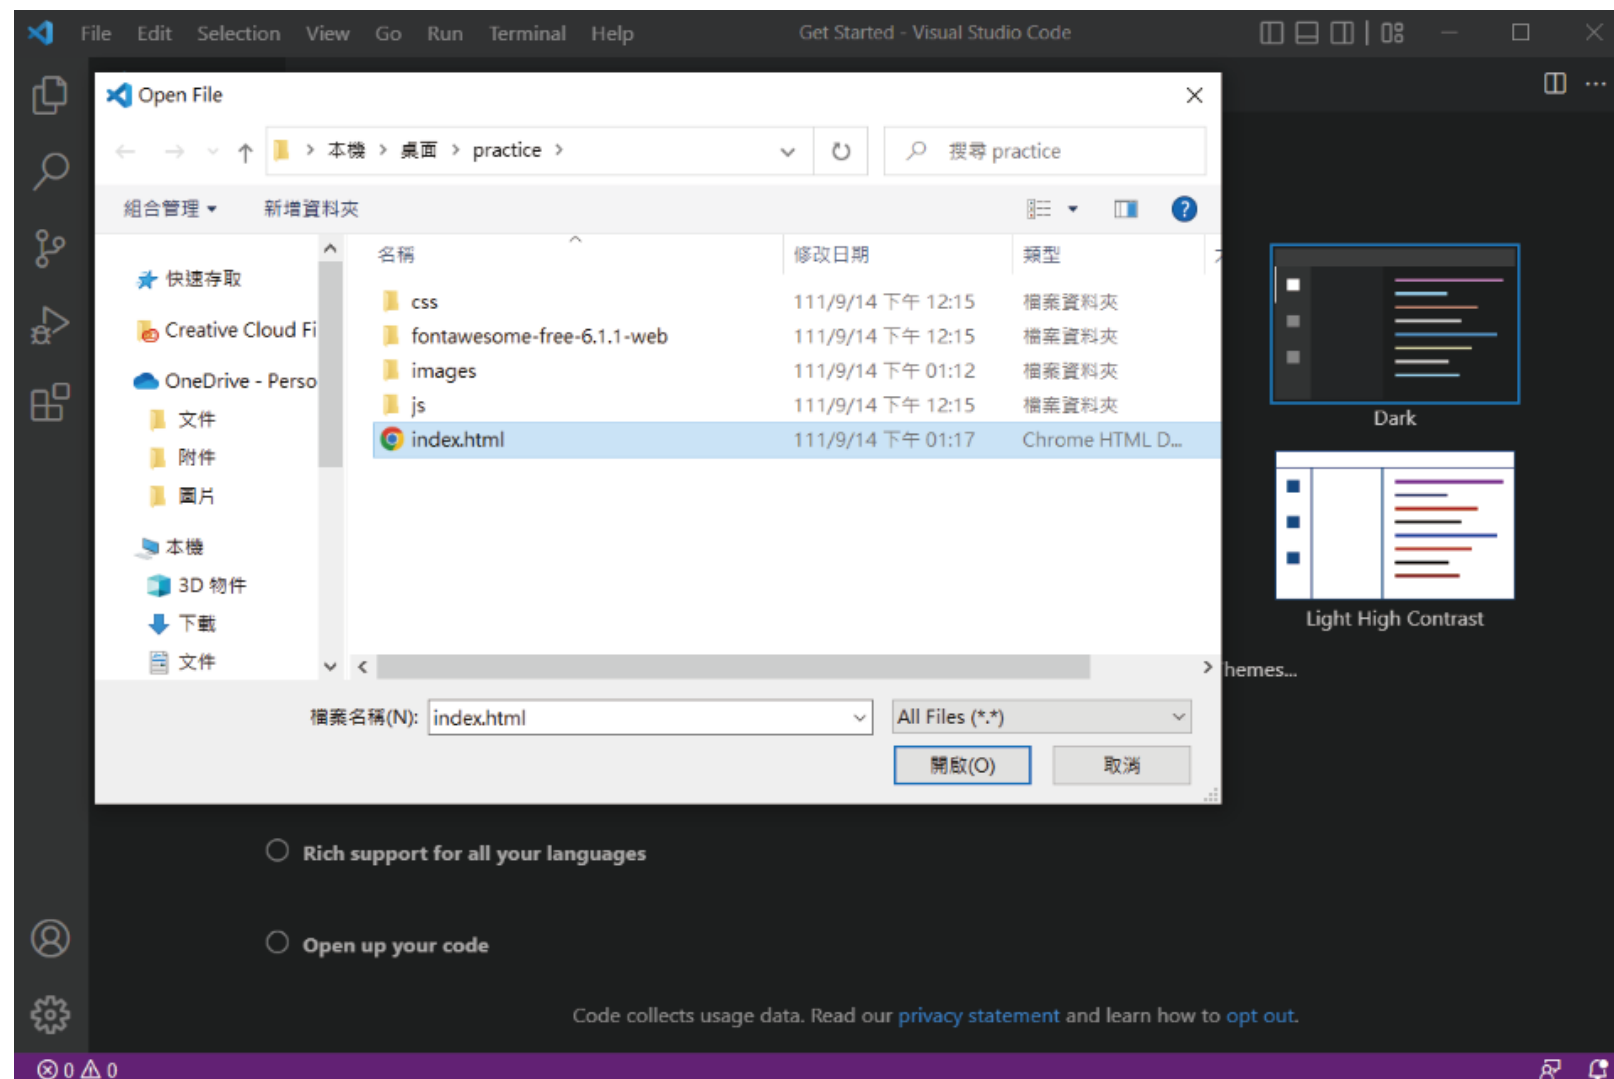 File Edit Selection View Go Run Terminal Help Get Started - Visual Studio Code
Open File
本機 > 桌面 > practice >
搜尋 practice
組合管理 新增資料夾
名稱 修改日期 類型
快速存取
Creative Cloud Fi
OneDrive - Perso
文件
附件
圖片
本機
3D 物件
下載
文件
css 111/9/14 下午 12:15 檔案資料夾
fontawesome-free-6.1.1-web 111/9/14 下午 12:15 檔案資料夾
images 111/9/14 下午 01:12 檔案資料夾
js 111/9/14 下午 12:15 檔案資料夾
index.html 111/9/14 下午 01:17 Chrome HTML D...
檔案名稱(N): index.html All Files (*.*)
開啟(O) 取消
Dark
Light High Contrast
hemes...
Rich support for all your languages
Open up your code
Code collects usage data. Read our privacy statement and learn how to opt out.
0 0